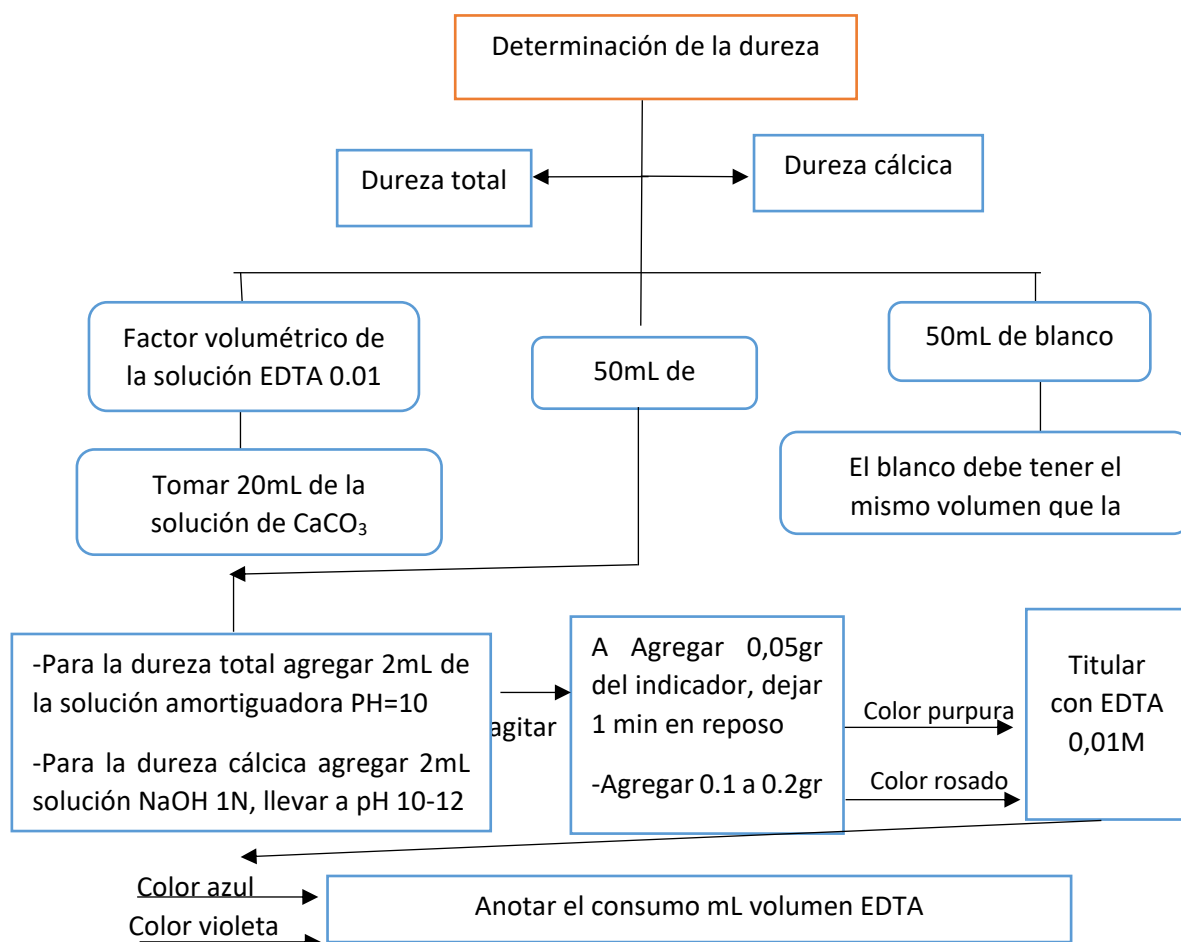 Determinación de la dureza
Dureza total
Dureza cálcica
Factor volumétrico de
la solución EDTA 0.01
50mL de
50mL de blanco
Tomar 20mL de la
solución de CaCO₃
El blanco debe tener el
mismo volumen que la
-Para la dureza total agregar 2mL de
la solución amortiguadora PH=10
-Para la dureza cálcica agregar 2mL
solución NaOH 1N, llevar a pH 10-12
agitar
A Agregar 0,05gr
del indicador, dejar
1 min en reposo
-Agregar 0.1 a 0.2gr
Color purpura
Color rosado
Titular
con EDTA
0,01M
Color azul
Color violeta
Anotar el consumo mL volumen EDTA